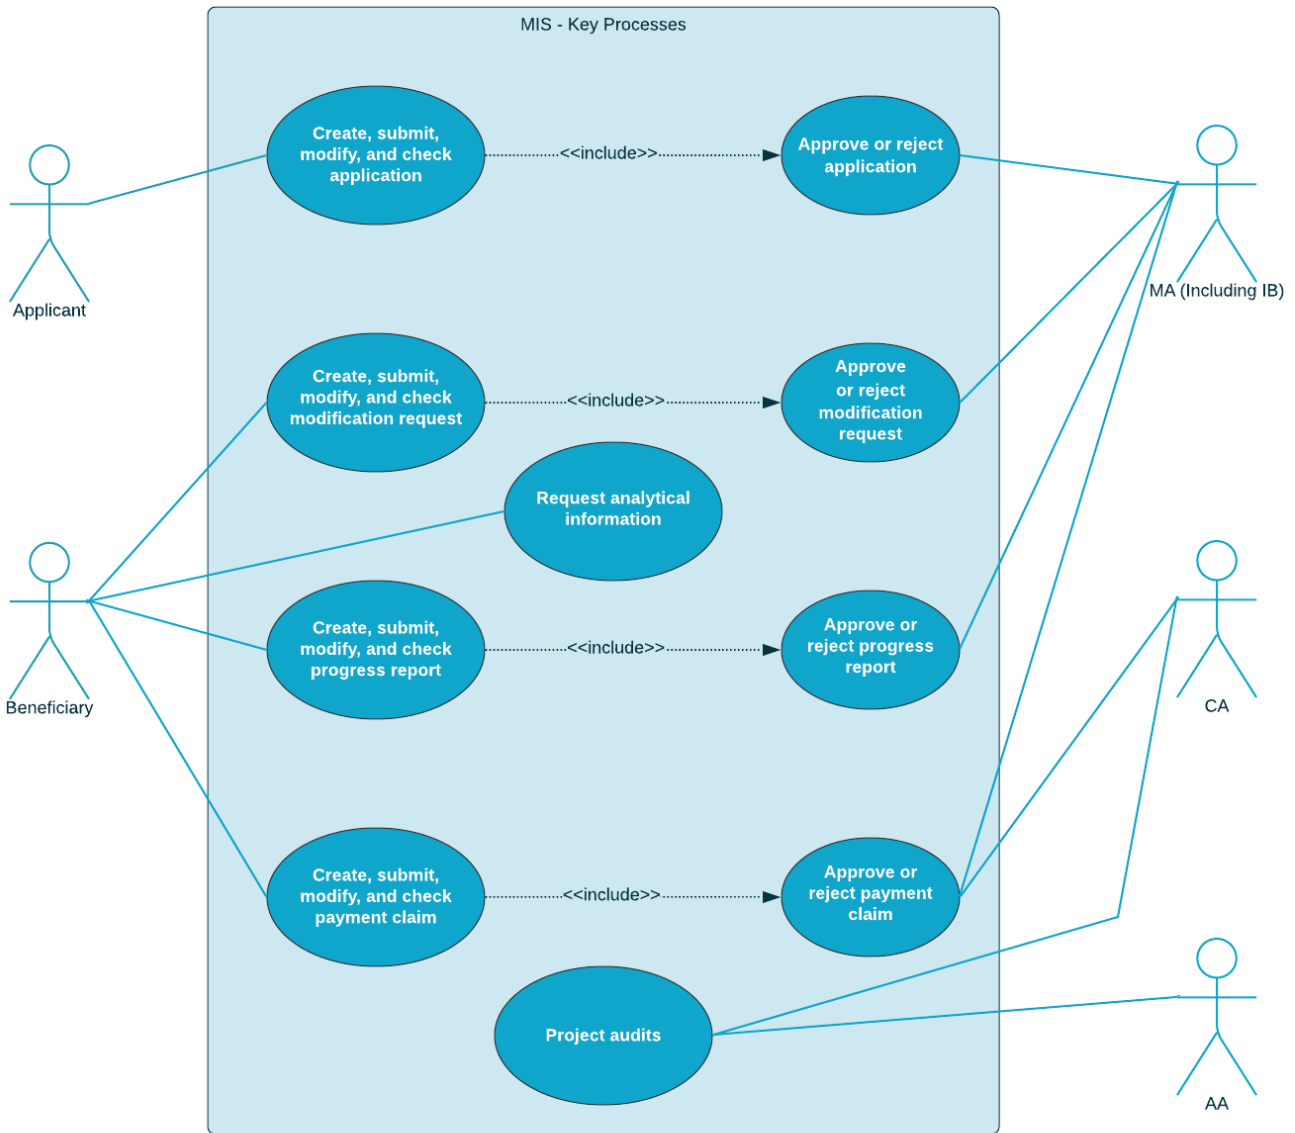 MIS - Key Processes
Create, submit,
modify, and check
application
<<include>>
Approve or reject
application
Applicant
MA (Including IB)
Create, submit,
modify, and check
modification request
<<include>>
Approve
or reject
modification
request
Request analytical
information
Create, submit,
modify, and check
progress report
<<include>>
Approve or
reject progress
report
Beneficiary
CA
Create, submit,
modify, and check
payment claim
<<include>>
Approve or
reject payment
claim
Project audits
AA